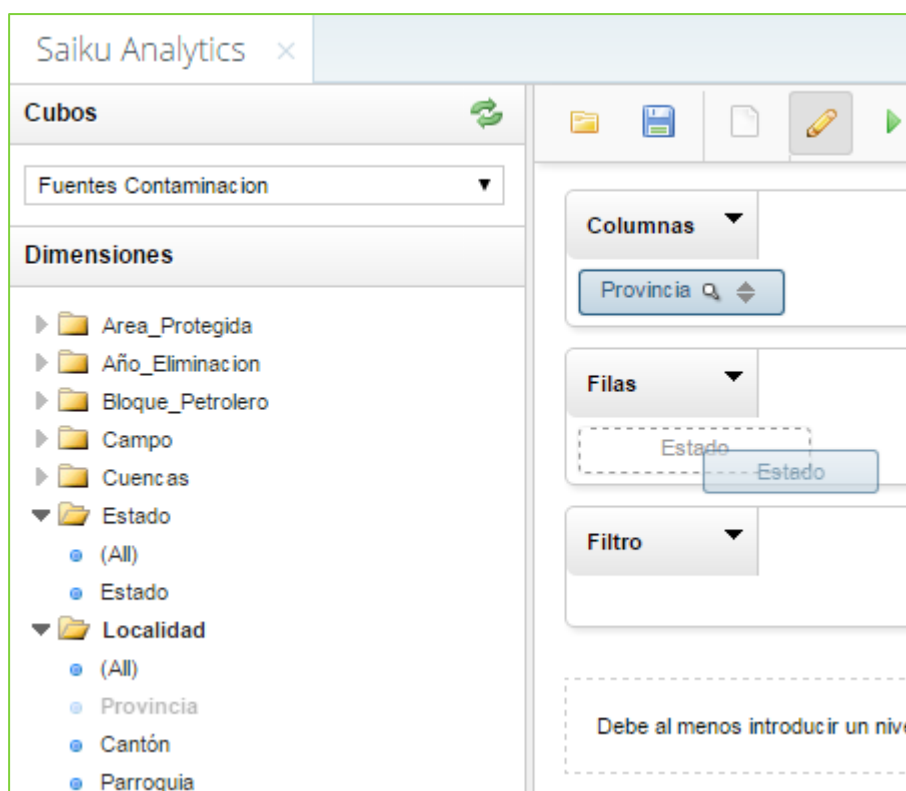 Saiku Analytics ×
Cubos
Fuentes Contaminacion
Dimensiones
Area_Protegida
Año_Eliminacion
Bloque_Petrolero
Campo
Cuencas
Estado
(All)
Estado
Localidad
(All)
Provincia
Cantón
Parroquia
Columnas
Provincia
Filas
Estado
Estado
Filtro
Debe al menos introducir un nive